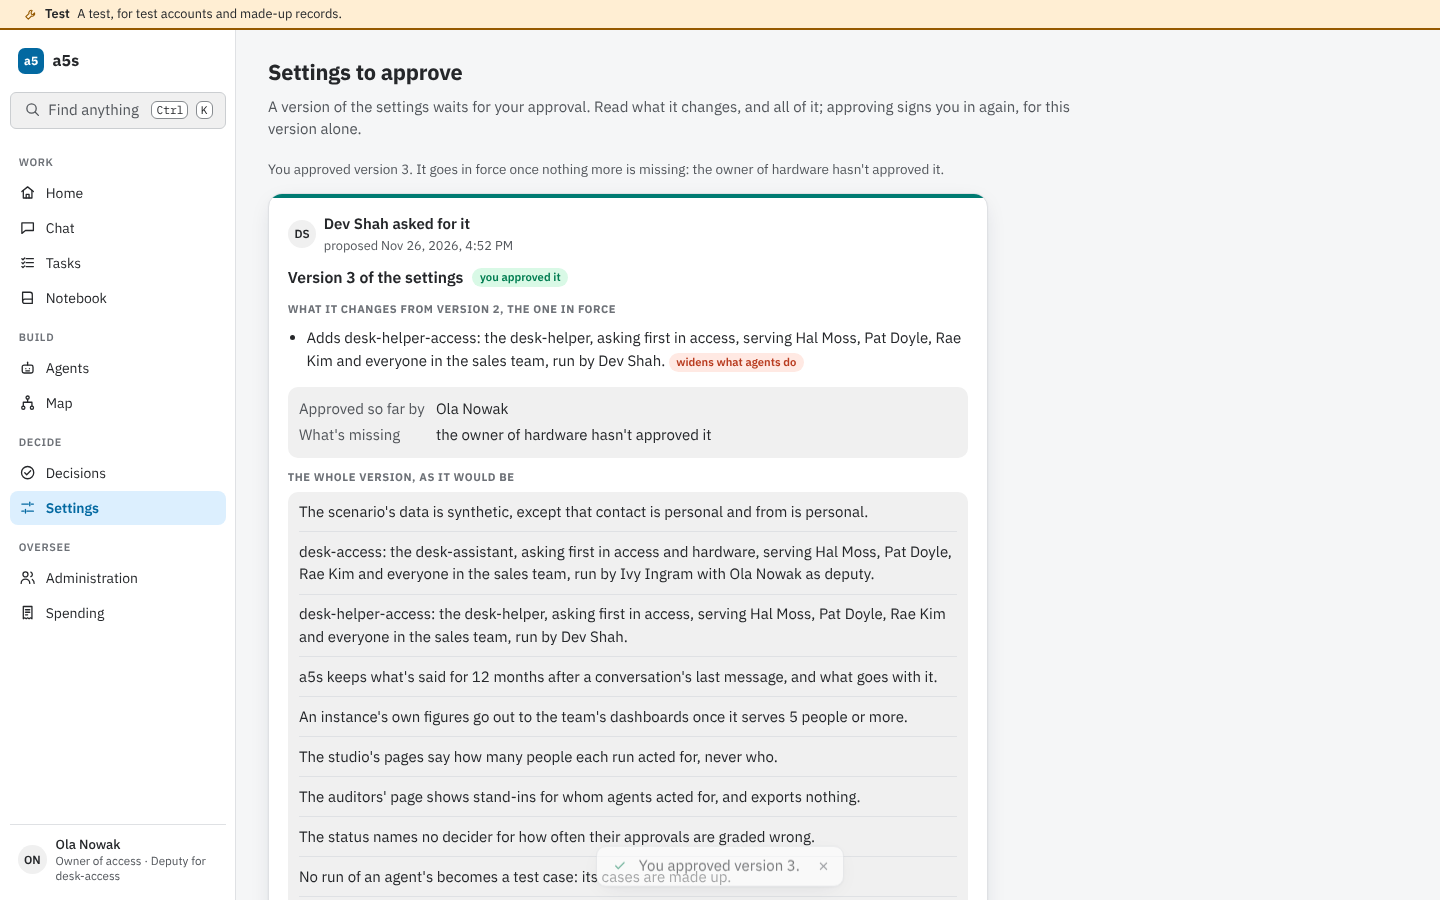 Test A test, for test accounts and made-up records.
a5 a5s
Find anything Ctrl K
WORK
Home
Chat
Tasks
Notebook
BUILD
Agents
Map
DECIDE
Decisions
Settings
OVERSEE
Administration
Spending
ON Ola Nowak
Owner of access · Deputy for
desk-access
Settings to approve
A version of the settings waits for your approval. Read what it changes, and all of it; approving signs you in again, for this
version alone.
You approved version 3. It goes in force once nothing more is missing: the owner of hardware hasn't approved it.
DS Dev Shah asked for it
proposed Nov 26, 2026, 4:52 PM
Version 3 of the settings you approved it
WHAT IT CHANGES FROM VERSION 2, THE ONE IN FORCE
Adds desk-helper-access: the desk-helper, asking first in access, serving Hal Moss, Pat Doyle, Rae
Kim and everyone in the sales team, run by Dev Shah. widens what agents do
Approved so far by Ola Nowak
What's missing the owner of hardware hasn't approved it
THE WHOLE VERSION, AS IT WOULD BE
The scenario's data is synthetic, except that contact is personal and from is personal.
desk-access: the desk-assistant, asking first in access and hardware, serving Hal Moss, Pat Doyle,
Rae Kim and everyone in the sales team, run by Ivy Ingram with Ola Nowak as deputy.
desk-helper-access: the desk-helper, asking first in access, serving Hal Moss, Pat Doyle, Rae Kim
and everyone in the sales team, run by Dev Shah.
a5s keeps what's said for 12 months after a conversation's last message, and what goes with it.
An instance's own figures go out to the team's dashboards once it serves 5 people or more.
The studio's pages say how many people each run acted for, never who.
The auditors' page shows stand-ins for whom agents acted for, and exports nothing.
The status names no decider for how often their approvals are graded wrong.
No run of an agent's becomes a test case: its cases are made up.
You approved version 3.